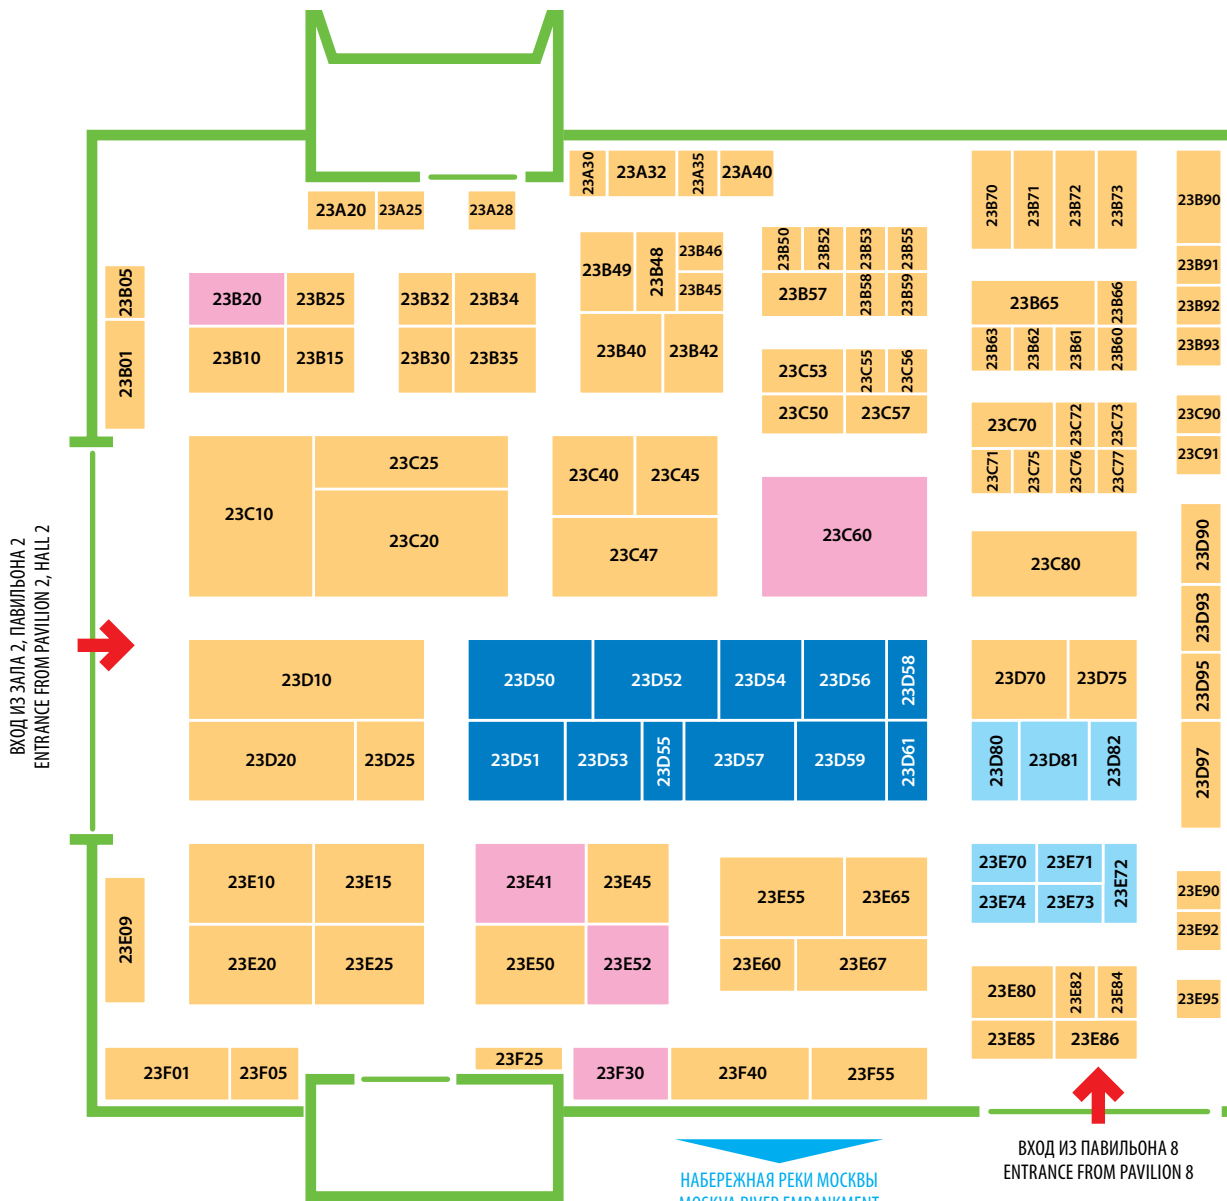 23A30
23A32
23A35
23A40
23B70
23B71
23B72
23B73
23B90
23A20
23A25
23A28
23B05
23B20
23B25
23B32
23B34
23B49
23B48
23B46
23B45
23B50
23B52
23B53
23B55
23B57
23B58
23B59
23B91
23B65
23B66
23B92
23B01
23B10
23B15
23B30
23B35
23B40
23B42
23B63
23B62
23B61
23B60
23B93
23C53
23C55
23C56
23C50
23C57
23C70
23C72
23C73
23C90
23C71
23C75
23C76
23C77
23C91
23C10
23C25
23C20
23C40
23C45
23C47
23C60
23C80
23D90
23D93
ВХОД ИЗ ЗАЛА 2, ПАВИЛЬОНА 2
ENTRANCE FROM PAVILION 2, HALL 2
23D10
23D50
23D52
23D54
23D56
23D58
23D70
23D75
23D95
23D20
23D25
23D51
23D53
23D55
23D57
23D59
23D61
23D80
23D81
23D82
23D97
23E10
23E15
23E41
23E45
23E55
23E65
23E70
23E71
23E72
23E74
23E73
23E90
23E92
23E09
23E20
23E25
23E50
23E52
23E60
23E67
23E80
23E82
23E84
23E95
23E85
23E86
23F01
23F05
23F25
23F30
23F40
23F55
ВХОД ИЗ ПАВИЛЬОНА 8
ENTRANCE FROM PAVILION 8
НАБЕРЕЖНАЯ РЕКИ МОСКВЫ
MOSKVA RIVER EMBANKMENT